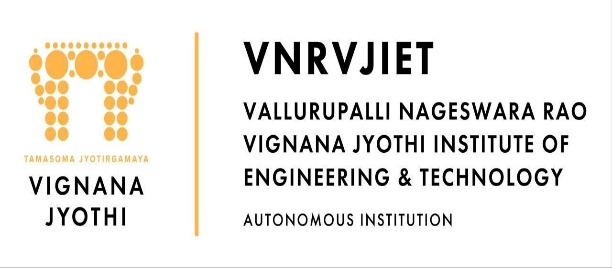 TAMASOMA JYOTIRGAMAYA
VIGNANA
JYOTHI
VNRVJIET
VALLURUPALLI NAGESWARA RAO
VIGNANA JYOTHI INSTITUTE OF
ENGINEERING & TECHNOLOGY
AUTONOMOUS INSTITUTION